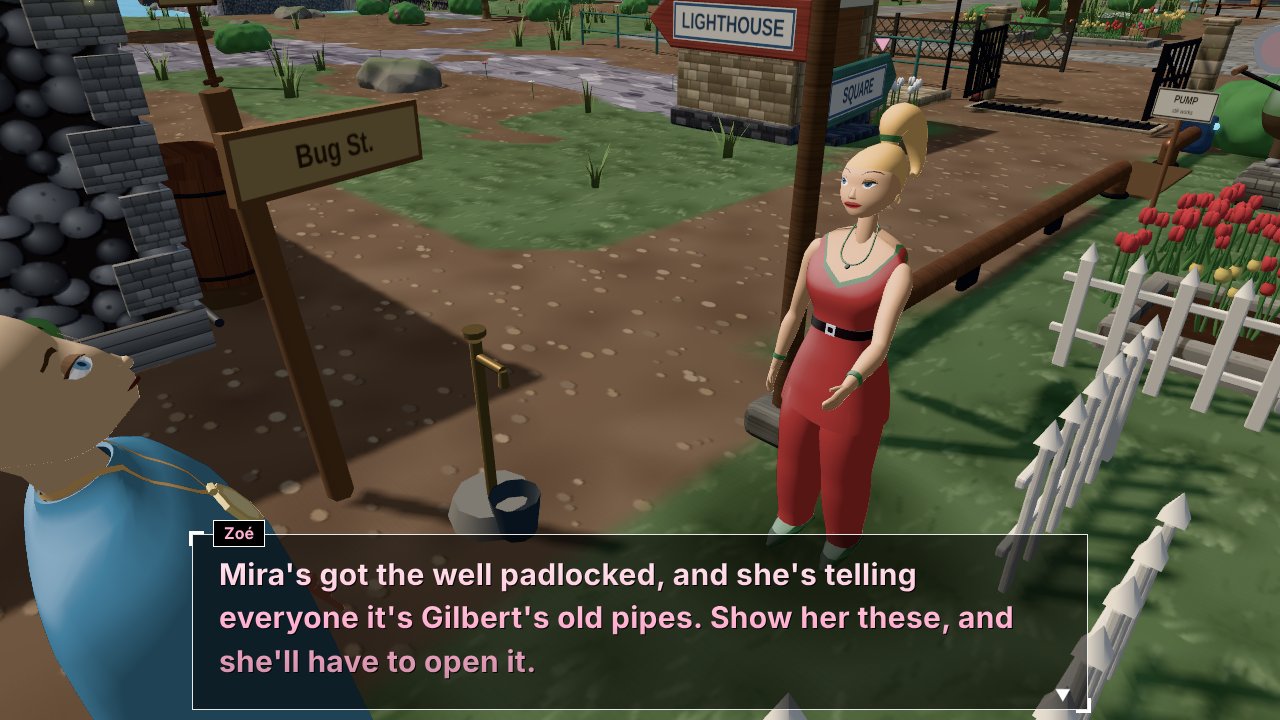 LIGHTHOUSE
SQUARE
PUMP
Bug St.
Zoé
Mira's got the well padlocked, and she's telling
everyone it's Gilbert's old pipes. Show her these, and
she'll have to open it.